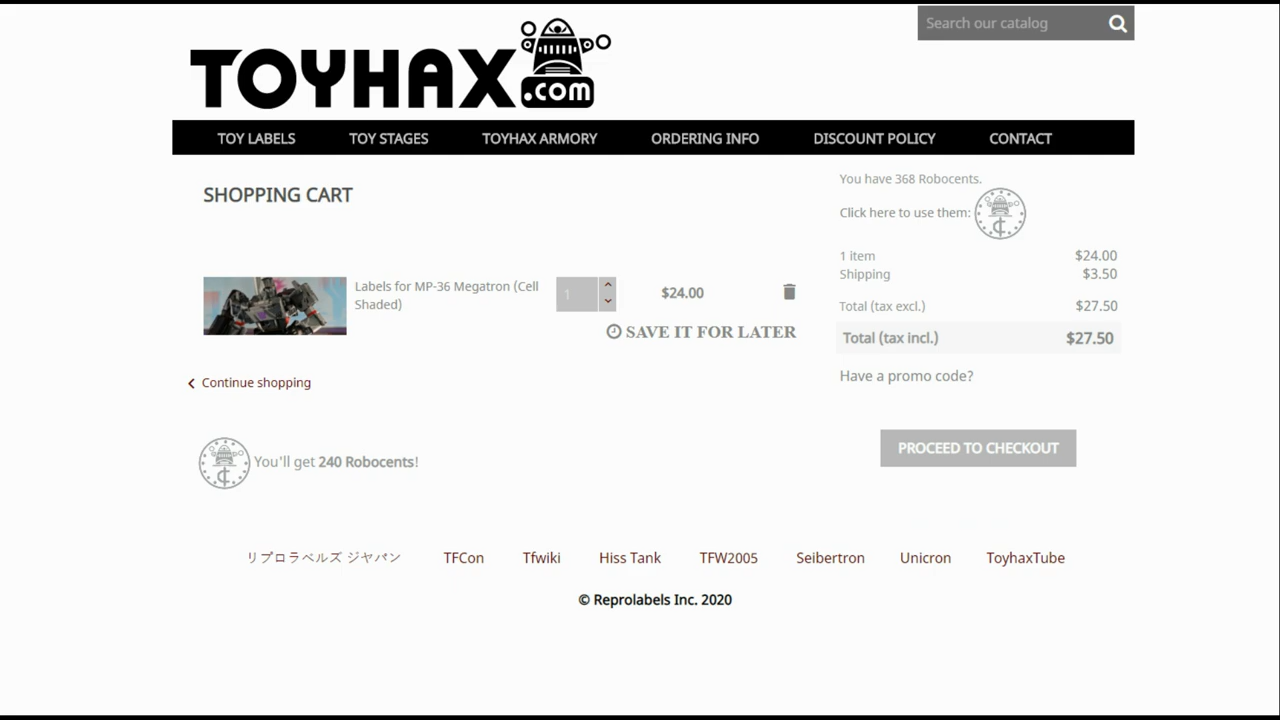 Search our catalog
TOYHAX
.com
TOY LABELS TOY STAGES TOYHAX ARMORY ORDERING INFO DISCOUNT POLICY CONTACT
SHOPPING CART
You have 368 Robocents.
Click here to use them:
Labels for MP-36 Megatron (Cell
Shaded)
1
$24.00
SAVE IT FOR LATER
1 item $24.00
Shipping $3.50
Total (tax excl.) $27.50
Total (tax incl.) $27.50
Have a promo code?
Continue shopping
PROCEED TO CHECKOUT
You'll get 240 Robocents!
リプロラベルズ ジャパン TFCon Tfwiki Hiss Tank TFW2005 Seibertron Unicron ToyhaxTube
© Reprolabels Inc. 2020